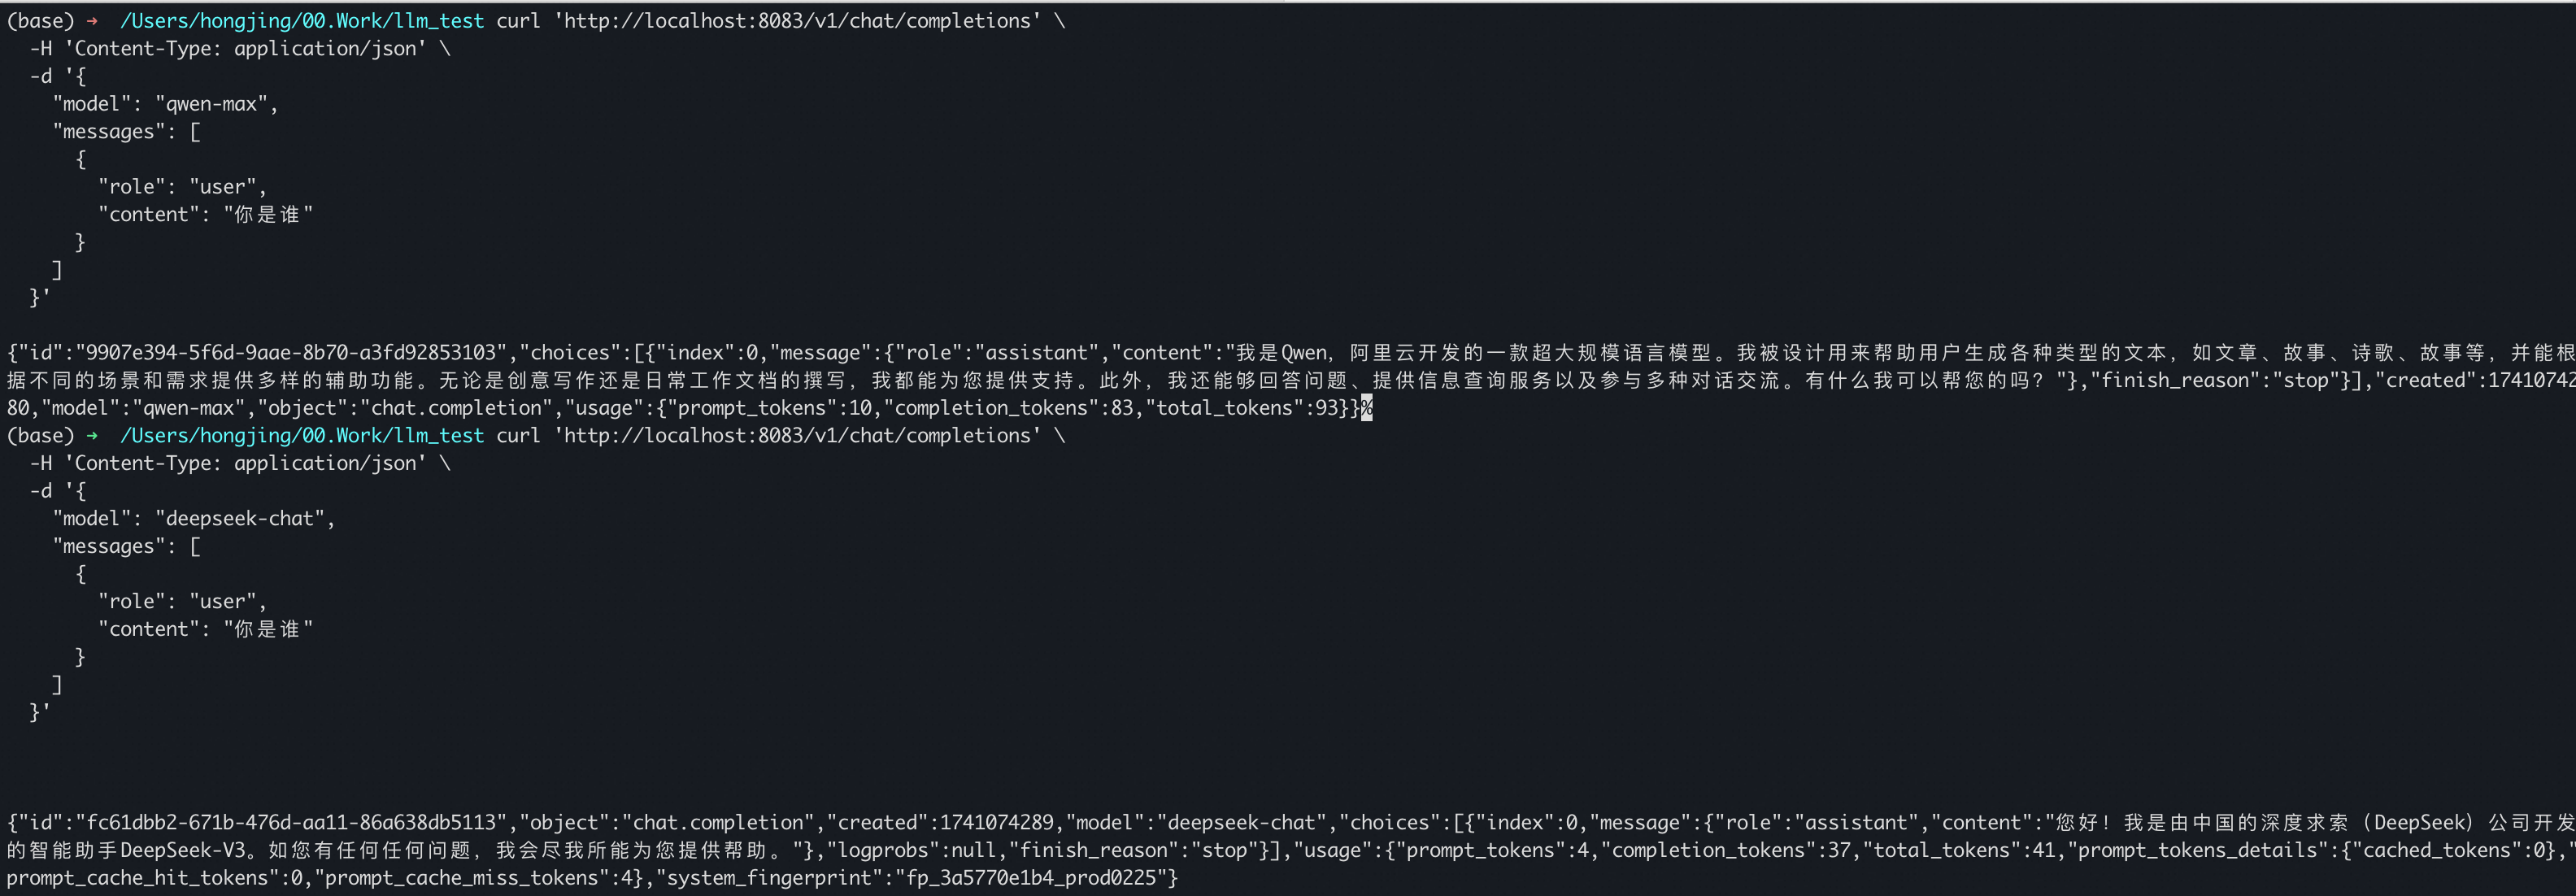 (base) ➜  /Users/hongjing/00.Work/llm_test curl 'http://localhost:8083/v1/chat/completions' \
  -H 'Content-Type: application/json' \
  -d '{
    "model": "qwen-max",
    "messages": [
      {
        "role": "user",
        "content": "你是谁"
      }
    ]
  }'
{"id":"9907e394-5f6d-9aae-8b70-a3fd92853103","choices":[{"index":0,"message":{"role":"assistant","content":"我是Qwen，阿里云开发的一款超大规模语言模型。我被设计用来帮助用户生成各种类型的文本，如文章、故事、诗歌、故事等，并能根
据不同的场景和需求提供多样的辅助功能。无论是创意写作还是日常工作文档的撰写，我都能为您提供支持。此外，我还能够回答问题、提供信息查询服务以及参与多种对话交流。有什么我可以帮您的吗？"},"finish_reason":"stop"}],"created":17410742
80,"model":"qwen-max","object":"chat.completion","usage":{"prompt_tokens":10,"completion_tokens":83,"total_tokens":93}}%
(base) ➜  /Users/hongjing/00.Work/llm_test curl 'http://localhost:8083/v1/chat/completions' \
  -H 'Content-Type: application/json' \
  -d '{
    "model": "deepseek-chat",
    "messages": [
      {
        "role": "user",
        "content": "你是谁"
      }
    ]
  }'
{"id":"fc61dbb2-671b-476d-aa11-86a638db5113","object":"chat.completion","created":1741074289,"model":"deepseek-chat","choices":[{"index":0,"message":{"role":"assistant","content":"您好！我是由中国的深度求索（DeepSeek）公司开发
的智能助手DeepSeek-V3。如您有任何任何问题，我会尽我所能为您提供帮助。"},"logprobs":null,"finish_reason":"stop"}],"usage":{"prompt_tokens":4,"completion_tokens":37,"total_tokens":41,"prompt_tokens_details":{"cached_tokens":0},"
prompt_cache_hit_tokens":0,"prompt_cache_miss_tokens":4},"system_fingerprint":"fp_3a5770e1b4_prod0225"}